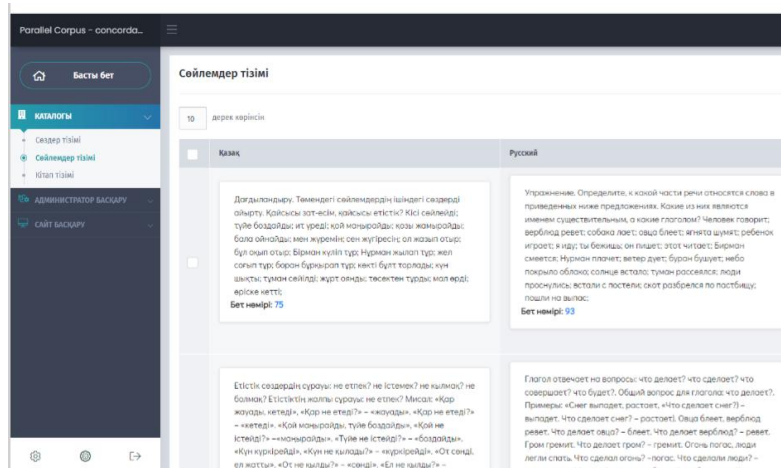 Parallel Corpus - concorda...
Басты бет
КАТАЛОГЫ
Сөздер тізімі
Сөйлемдер тізімі
Кітап тізімі
АДМИНИСТРАТОР БАСҚАРУ
САЙТ БАСҚАРУ
Сөйлемдер тізімі
10 дерек көрінсін
Қазақ
Русский
Дағдыландыру. Төмендегі сөйлемдердің ішіндегі сөздерді
айырту. Қайсысы зат-есім, қайсысы етістік? Кісі сөйлейді;
түйе боздайды; ит үреді; қой маңырайды; қозы жамырайды;
бала ойнайды; мен жүремін; сен жүгіресің; ол жазып отыр;
бұл оқып отыр; Бірман күліп тұр; Нұрман жылап тұр; жел
соғып тұр; боран бұрқырап тұр; көкті бұлт торлады; күн
шықты; тұман сейілді; жұрт оянды; төсектен тұрды; мал өрді;
өріске кетті;
Бет нөмірі: 75
Упражнение. Определите, к какой части речи относятся слова в
приведенных ниже предложениях. Какие из них являются
именем существительным, а какие глаголом? Человек говорит;
верблюд ревет; собака лает; овца блеет; ягнята шумят; ребенок
играет; я иду; ты бежишь; он пишет; этот читает; Бирман
смеется; Нурман плачет; ветер дует; буран бушует; небо
покрыло облако; солнце встало; туман рассеялся; люди
проснулись; встали с постели; скот разбрелся по пастбищу;
пошли на выпас;
Бет нөмірі: 93
Етістік сөздердің сұрауы: не етпек? не істемек? не қылмақ? не
болмақ? Етістіктің жалпы сұрауы: не етпек? Мисал: «Қар
жауады, кетеді», «Қар не етеді?» – «жауады», «Қар не етеді?»
– «кетеді». «Қой маңырайды, түйе боздайды», «Қой не
істейді?» –«маңырайды», «Түйе не істейді?» – «боздайды».
«Күн күркірейді», «Күн не қылады?» – «күркірейді», «От сөнді,
ел жатты», «От не қылды?» – «сөнді», «Ел не қылды?» –
Глагол отвечает на вопросы: что делает? что сделает? что
совершает? что будет?. Общий вопрос для глагола: что делает?.
Примеры: «Снег выпадет, растает, «Что сделает снег?) –
выпадет. Что сделает снег? – растает). Овца блеет, верблюд
ревет. Что делает овца? – блеет. Что делает верблюд? – ревет.
Гром гремит. Что делает гром? – гремит. Огонь погас, люди
легли спать. Что сделал огонь? –погас. Что сделали люди? –